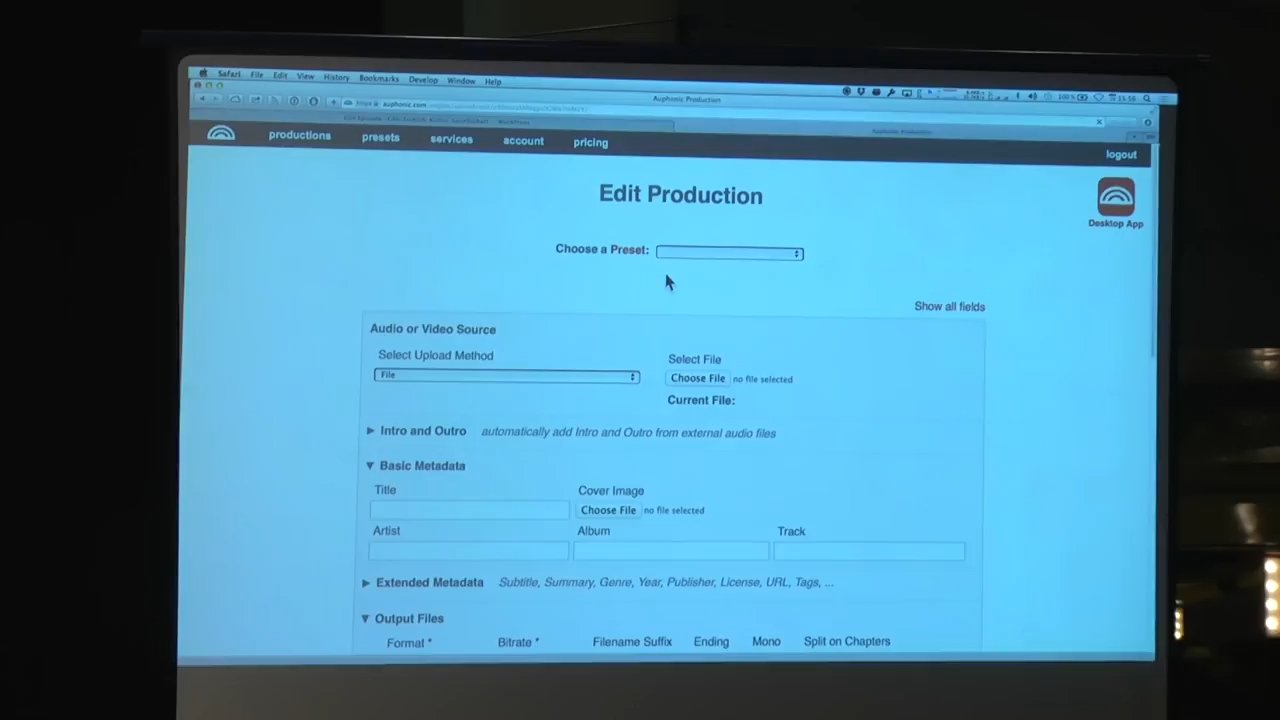 Safari File Edit View History Bookmarks Develop Window Help
100%
Auphonic Production
productions presets services account pricing
logout
Edit Production
Desktop App
Choose a Preset:
Show all fields
Audio or Video Source
Select Upload Method
Select File
File
Choose File no file selected
Current File:
▶ Intro and Outro automatically add Intro and Outro from external audio files
▼ Basic Metadata
Title
Cover Image
Choose File no file selected
Artist
Album
Track
▶ Extended Metadata Subtitle, Summary, Genre, Year, Publisher, License, URL, Tags, ...
▼ Output Files
Format * Bitrate * Filename Suffix Ending Mono Split on Chapters